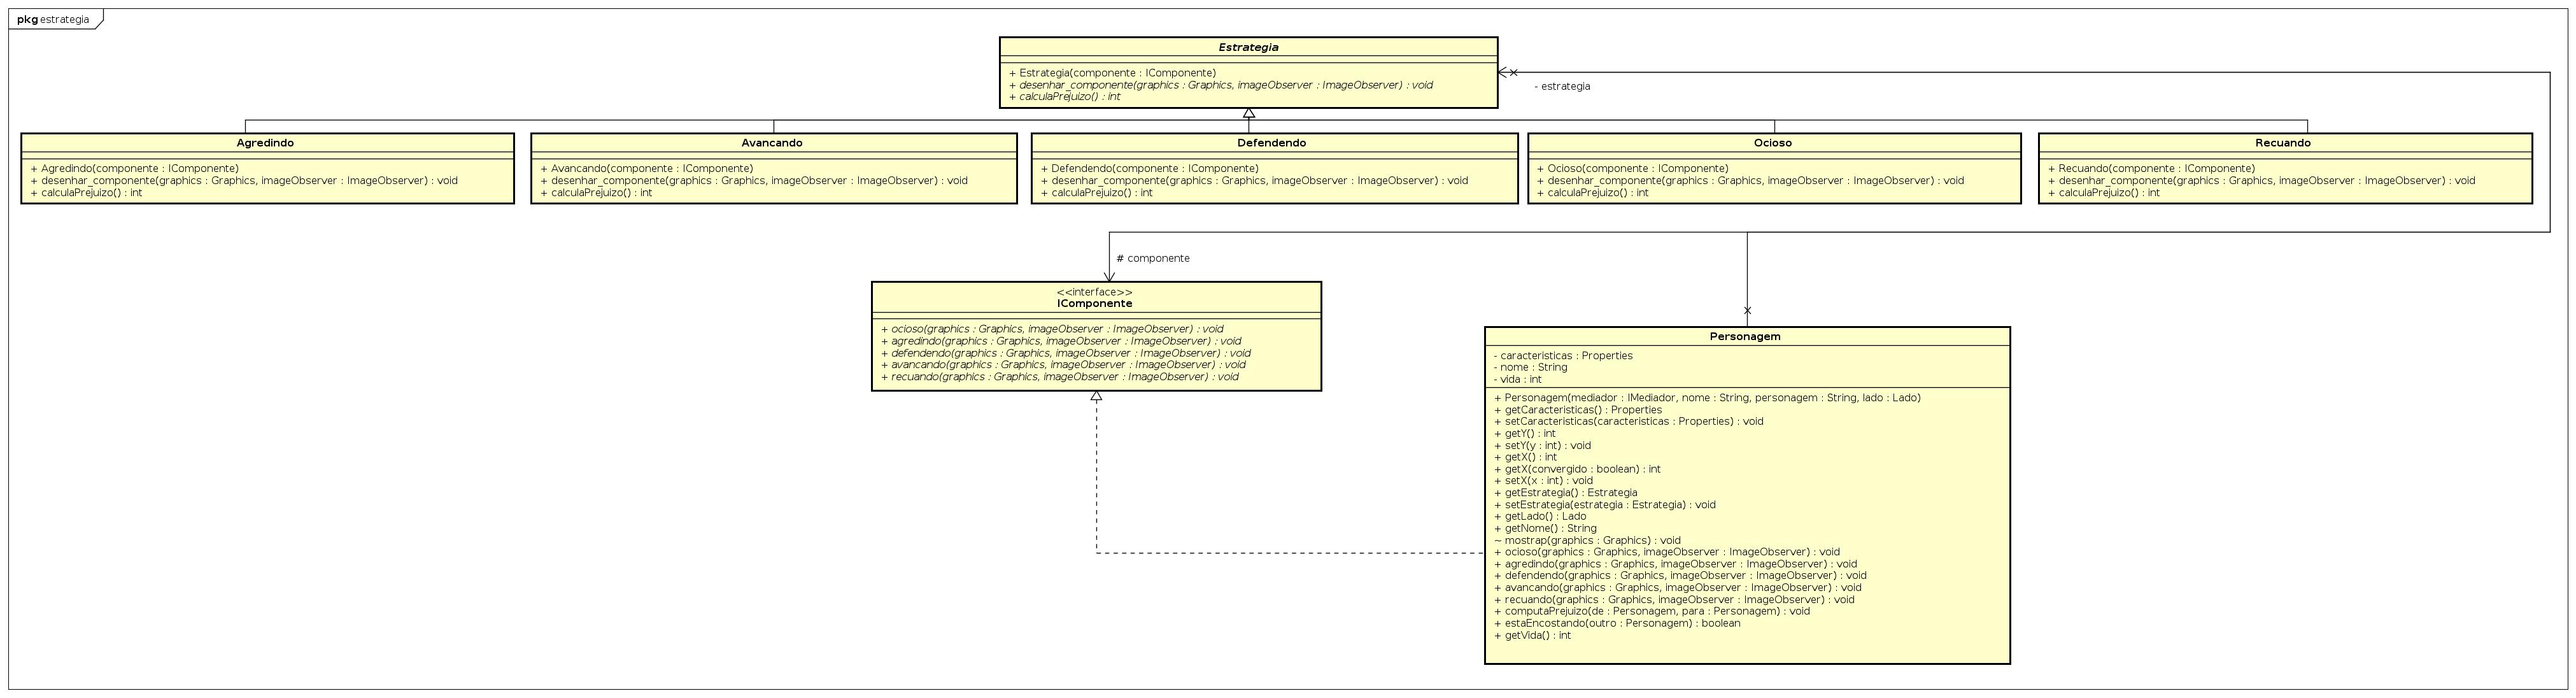 pkg estrategia
Estrategia
+ Estrategia(componente : IComponente)
+ desenhar_componente(graphics : Graphics, imageObserver : ImageObserver) : void
+ calculaPrejuizo() : int
- estrategia
Agredindo
+ Agredindo(componente : IComponente)
+ desenhar_componente(graphics : Graphics, imageObserver : ImageObserver) : void
+ calculaPrejuizo() : int
Avancando
+ Avancando(componente : IComponente)
+ desenhar_componente(graphics : Graphics, imageObserver : ImageObserver) : void
+ calculaPrejuizo() : int
Defendendo
+ Defendendo(componente : IComponente)
+ desenhar_componente(graphics : Graphics, imageObserver : ImageObserver) : void
+ calculaPrejuizo() : int
Ocioso
+ Ocioso(componente : IComponente)
+ desenhar_componente(graphics : Graphics, imageObserver : ImageObserver) : void
+ calculaPrejuizo() : int
Recuando
+ Recuando(componente : IComponente)
+ desenhar_componente(graphics : Graphics, imageObserver : ImageObserver) : void
+ calculaPrejuizo() : int
# componente
<<interface>>
IComponente
+ ocioso(graphics : Graphics, imageObserver : ImageObserver) : void
+ agredindo(graphics : Graphics, imageObserver : ImageObserver) : void
+ defendendo(graphics : Graphics, imageObserver : ImageObserver) : void
+ avancando(graphics : Graphics, imageObserver : ImageObserver) : void
+ recuando(graphics : Graphics, imageObserver : ImageObserver) : void
Personagem
- caracteristicas : Properties
- nome : String
- vida : int
+ Personagem(mediador : IMediador, nome : String, personagem : String, lado : Lado)
+ getCaracteristicas() : Properties
+ setCaracteristicas(caracteristicas : Properties) : void
+ getY() : int
+ setY(y : int) : void
+ getX() : int
+ getX(convergido : boolean) : int
+ setX(x : int) : void
+ getEstrategia() : Estrategia
+ setEstrategia(estrategia : Estrategia) : void
+ getLado() : Lado
+ getNome() : String
~ mostrap(graphics : Graphics) : void
+ ocioso(graphics : Graphics, imageObserver : ImageObserver) : void
+ agredindo(graphics : Graphics, imageObserver : ImageObserver) : void
+ defendendo(graphics : Graphics, imageObserver : ImageObserver) : void
+ avancando(graphics : Graphics, imageObserver : ImageObserver) : void
+ recuando(graphics : Graphics, imageObserver : ImageObserver) : void
+ computaPrejuizo(de : Personagem, para : Personagem) : void
+ estaEncostando(outro : Personagem) : boolean
+ getVida() : int